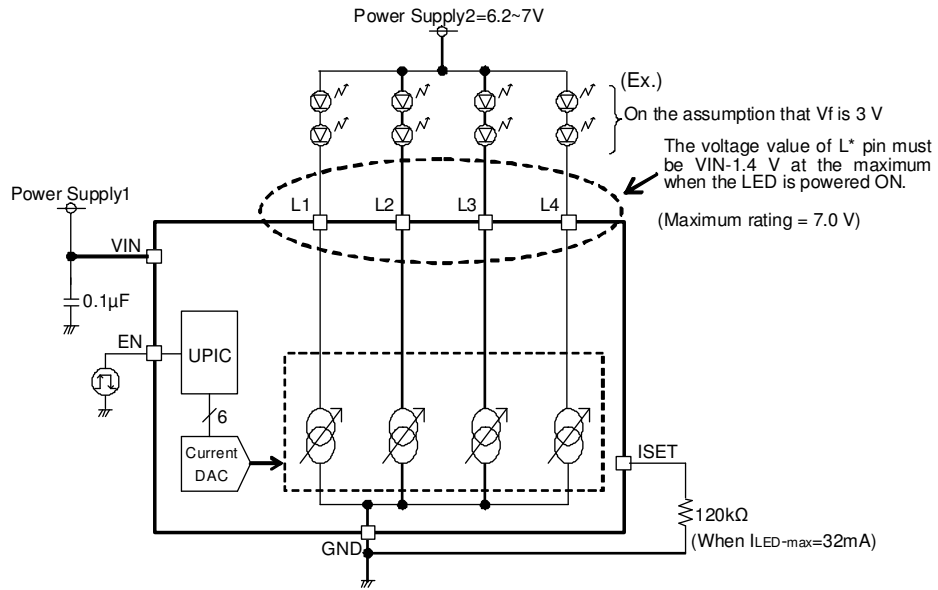 Power Supply2=6.2~7V
(Ex.)
On the assumption that Vf is 3 V
The voltage value of L* pin must
be VIN-1.4 V at the maximum
when the LED is powered ON.
(Maximum rating = 7.0 V)
Power Supply1
L1 L2 L3 L4
VIN
0.1μF
EN
UPIC
6
Current
DAC
ISET
120kΩ
(When ILED-max=32mA)
GND